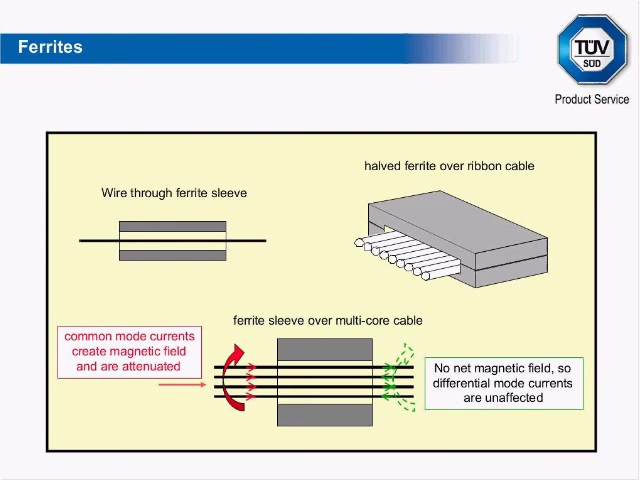 Ferrites
TÜV
SÜD
Product Service
halved ferrite over ribbon cable
Wire through ferrite sleeve
ferrite sleeve over multi-core cable
common mode currents
create magnetic field
and are attenuated
No net magnetic field, so
differential mode currents
are unaffected